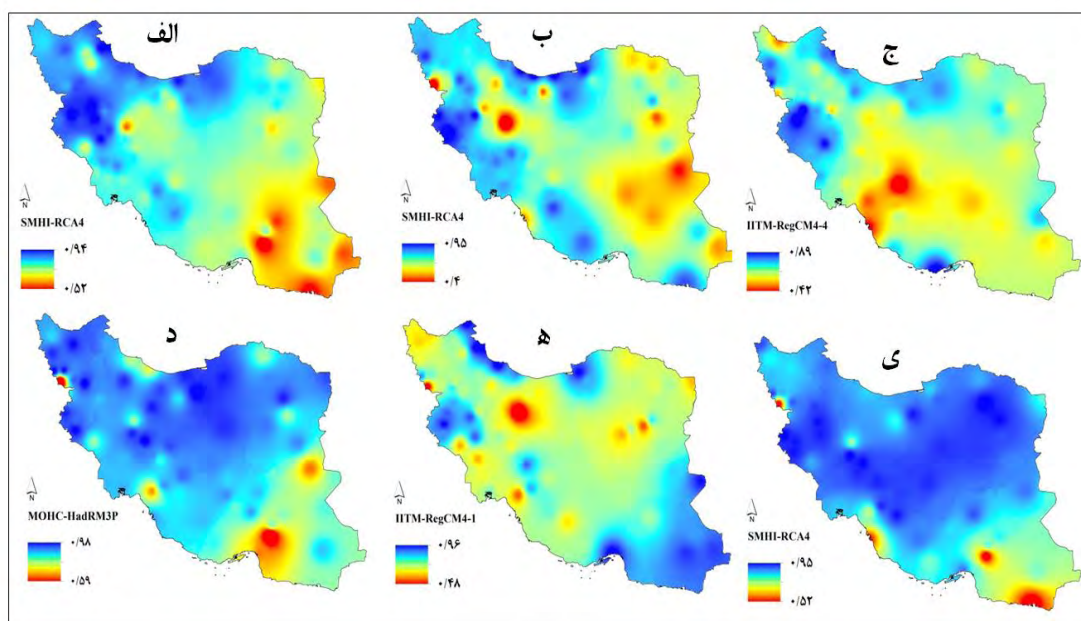 الف
N
SMHI-RCA4
۰/۹۴
۰/۵۲
ب
N
SMHI-RCA4
۰/۹۵
۰/۴
ج
N
IITM-RegCM4-4
۰/۸۹
۰/۴۲
د
N
MOHC-HadRM3P
۰/۹۸
۰/۵۹
ه
N
IITM-RegCM4-1
۰/۹۶
۰/۴۸
ی
N
SMHI-RCA4
۰/۹۵
۰/۵۲